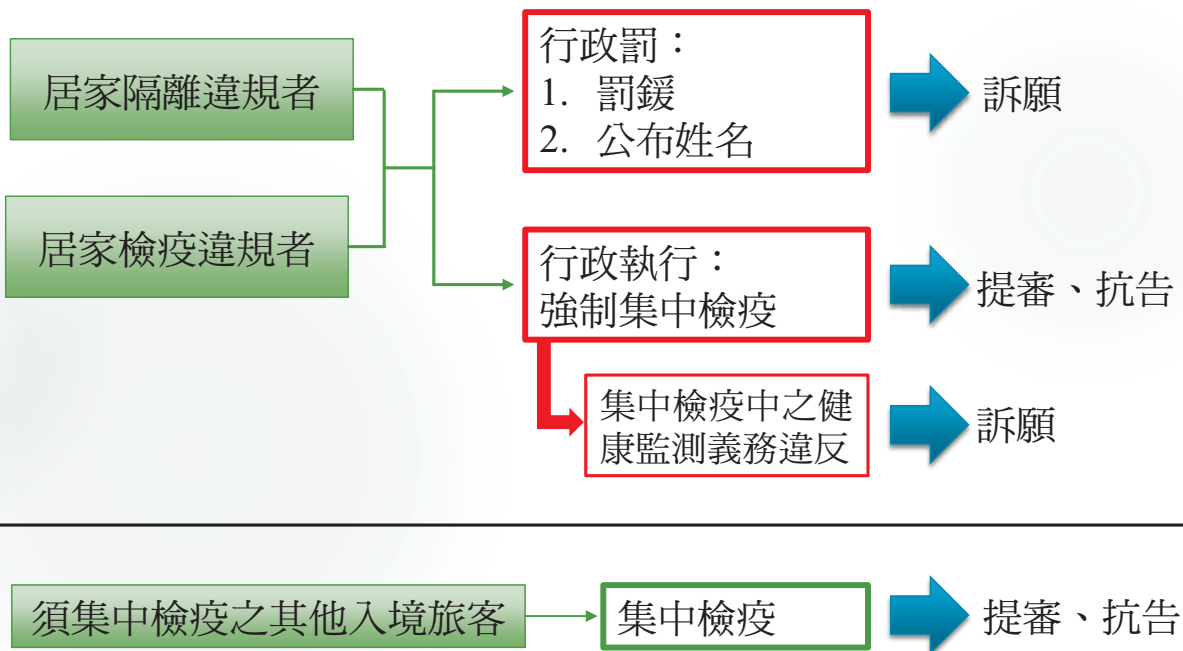 居家隔離違規者
行政罰：
1. 罰鍰
2. 公布姓名
訴願
居家檢疫違規者
行政執行：
強制集中檢疫
提審、抗告
集中檢疫中之健
康監測義務違反
訴願
須集中檢疫之其他入境旅客
集中檢疫
提審、抗告